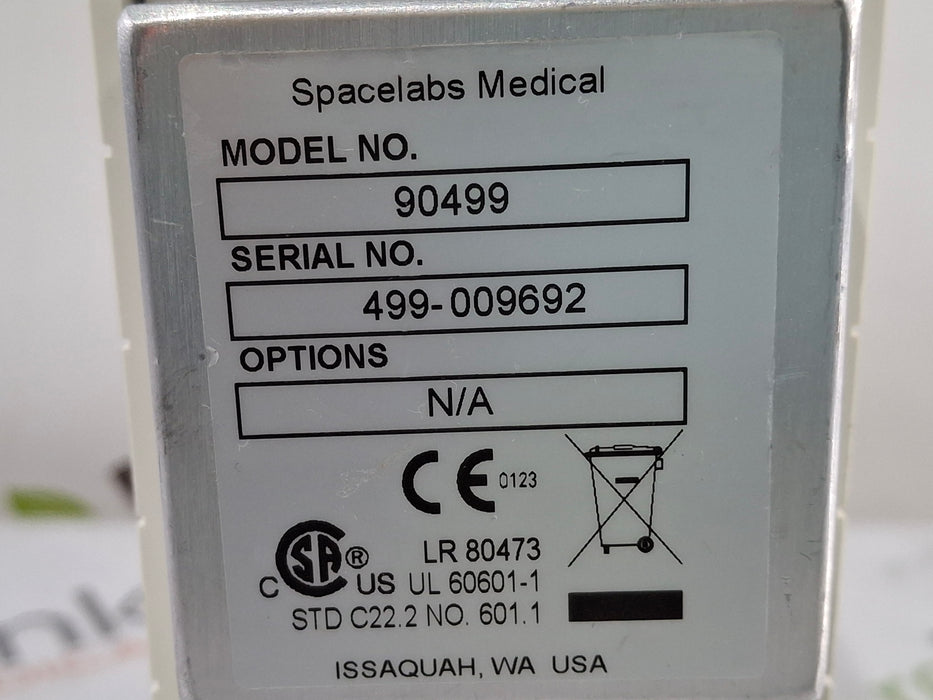 Spacelabs Medical
MODEL NO.
90499
SERIAL NO.
499-009692
OPTIONS
N/A
CE 0123
C SA ® US LR 80473
UL 60601-1
STD C22.2 NO. 601.1
ISSAQUAH, WA USA